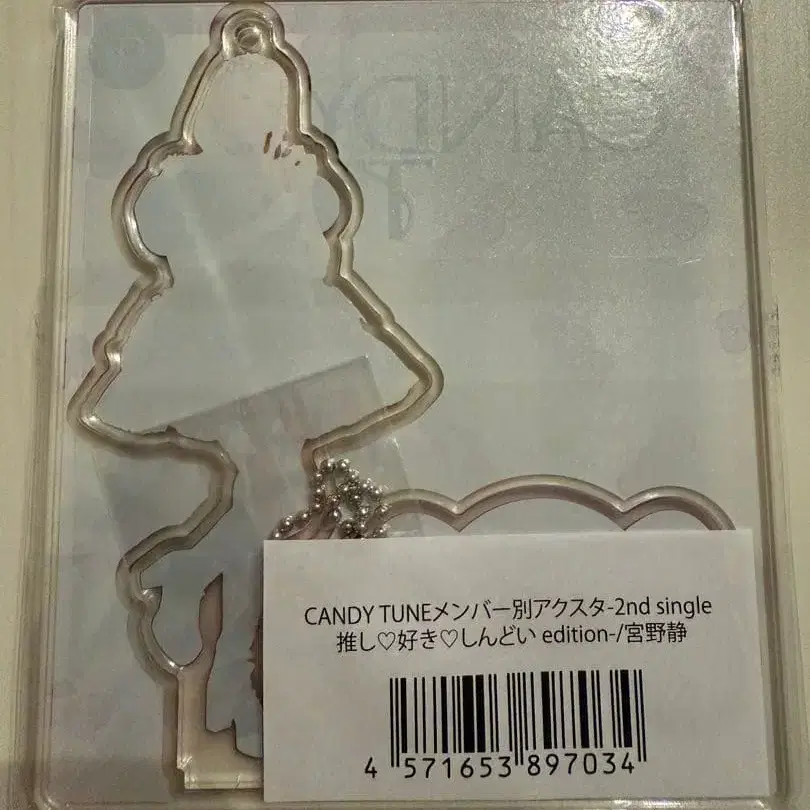 CANDY
CANDY TUNEメンバー別アクスタ-2nd single
推し♡好き♡しんどい edition-/宮野静
4 571653 897034